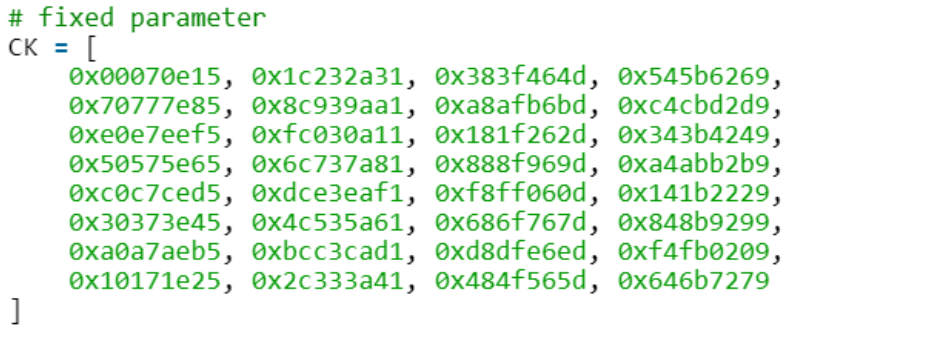 # fixed parameter
CK = [
0x00070e15, 0x1c232a31, 0x383f464d, 0x545b6269,
0x70777e85, 0x8c939aa1, 0xa8afb6bd, 0xc4cbd2d9,
0xe0e7eef5, 0xfc030a11, 0x181f262d, 0x343b4249,
0x50575e65, 0x6c737a81, 0x888f969d, 0xa4abb2b9,
0xc0c7ced5, 0xdce3eaf1, 0xf8ff060d, 0x141b2229,
0x30373e45, 0x4c535a61, 0x686f767d, 0x848b9299,
0xa0a7aeb5, 0xbcc3cad1, 0xd8dfe6ed, 0xf4fb0209,
0x10171e25, 0x2c333a41, 0x484f565d, 0x646b7279
]